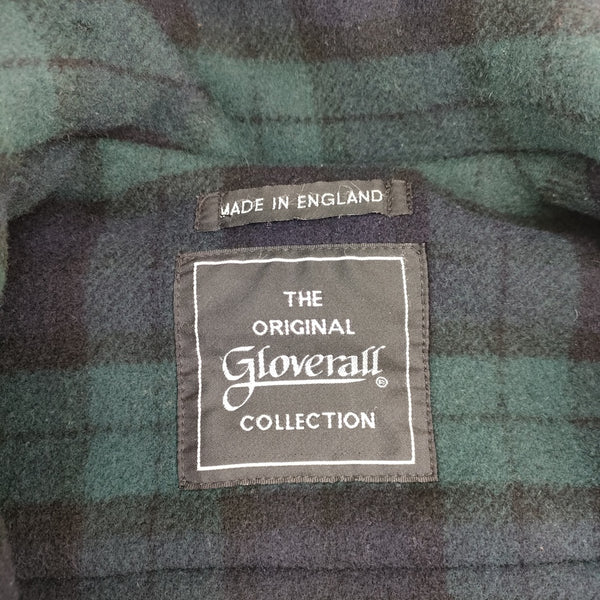 MADE IN ENGLAND
THE
ORIGINAL
Gloverall®
COLLECTION